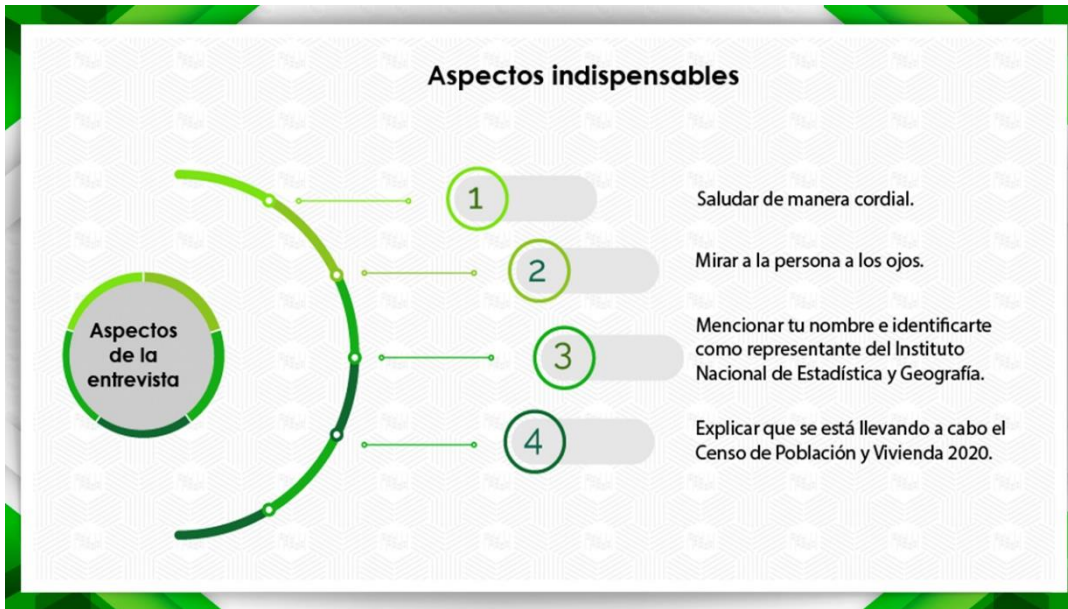 Aspectos indispensables
Aspectos
de la
entrevista
1
Saludar de manera cordial.
2
Mirar a la persona a los ojos.
3
Mencionar tu nombre e identificarte
como representante del Instituto
Nacional de Estadística y Geografía.
4
Explicar que se está llevando a cabo el
Censo de Población y Vivienda 2020.